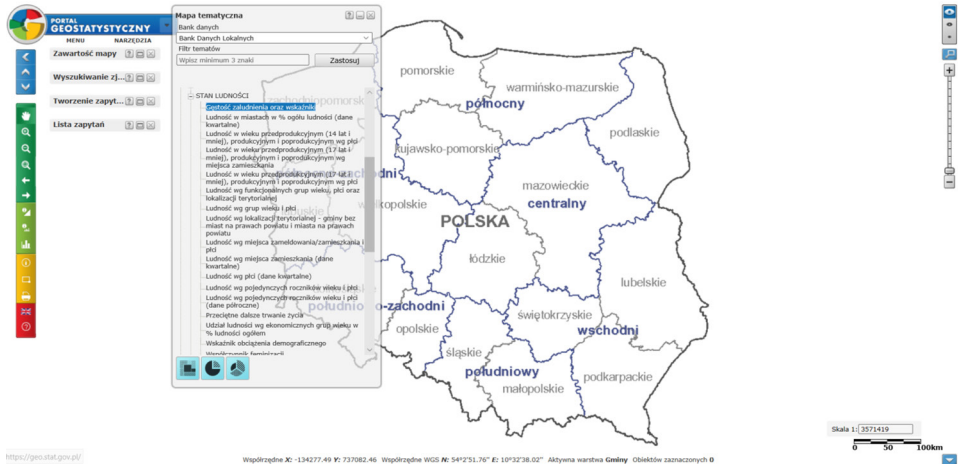 PORTAL
GEOSTATYSTYCZNY
MENU NARZĘDZIA
Zawartość mapy
Wyszukiwanie zj...
Tworzenie zapyt...
Lista zapytań
Mapa tematyczna
Bank danych
Bank Danych Lokalnych
Filtr tematów
Wpisz minimum 3 znaki
Zastosuj
STAN LUDNOŚCI
Gęstość zaludnienia oraz wskaźniki
Ludność w miastach w % ogółu ludności (dane
kwartalne)
Ludność w wieku przedprodukcyjnym (14 lat i
mniej), produkcyjnym i poprodukcyjnym wg płci
Ludność w wieku przedprodukcyjnym (17 lat i
mniej), produkcyjnym i poprodukcyjnym wg
miejsca zamieszkania
Ludność w wieku przedprodukcyjnym (17 lat i
mniej), produkcyjnym i poprodukcyjnym wg płci
Ludność wg funkcjonalnych grup wieku, płci oraz
lokalizacji terytorialnej
Ludność wg grup wieku i płci
Ludność wg lokalizacji terytorialnej - gminy bez
miast na prawach powiatu i miasta na prawach
powiatu
Ludność wg miejsca zameldowania/zamieszkania i
płci
Ludność wg miejsca zamieszkania (dane
kwartalne)
Ludność wg płci (dane kwartalne)
Ludność wg pojedynczych roczników wieku i płci
Ludność wg pojedynczych roczników wieku i płci
(dane półroczne)
Przeciętne dalsze trwanie życia
Udział ludności wg ekonomicznych grup wieku w
% ludności ogółem
Wskaźnik obciążenia demograficznego
Współczynnik feminizacji
pomorskie
warmińsko-mazurskie
zachodniopomorskie
północny
podlaskie
kujawsko-pomorskie
mazowieckie
centralny
wielkopolskie
POLSKA
łódzkie
lubelskie
południowo-zachodni
świętokrzyskie
opolskie
wschodni
śląskie
południowy
podkarpackie
małopolskie
Skala 1: 3571419
0 50 100km
https://geo.stat.gov.pl/
Współrzędne X: -134277.49 Y: 737082.46 Współrzędne WGS N: 54°2'51.76" E: 10°32'38.02" Aktywna warstwa Gminy Obiektów zaznaczonych 0